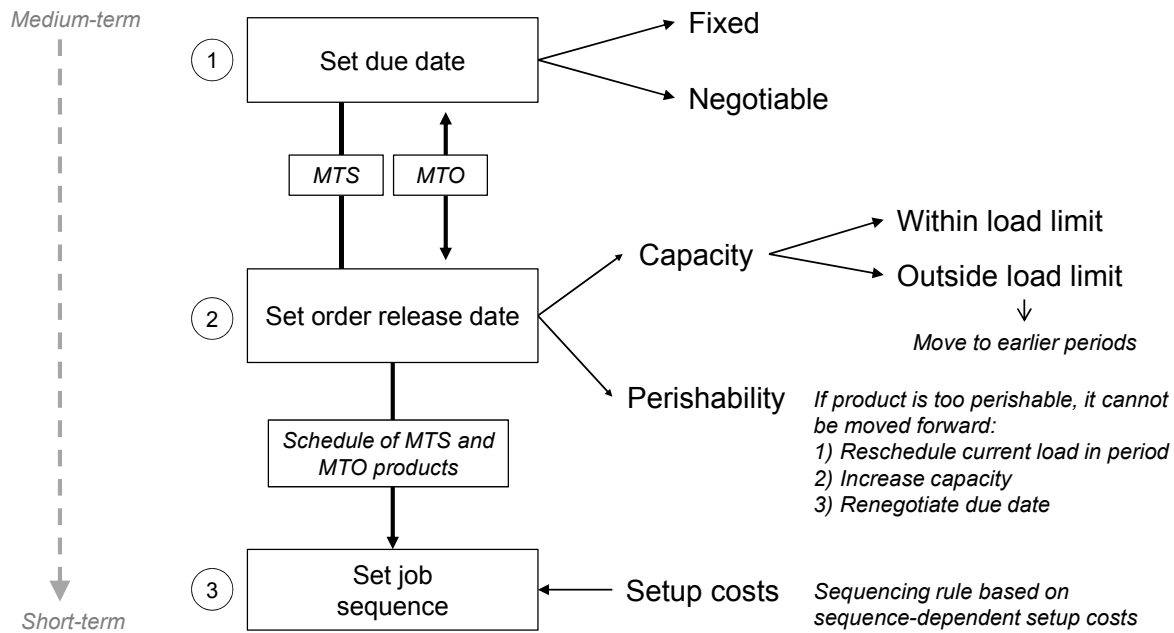 Medium-term
1
Set due date
Fixed
Negotiable
MTS
MTO
2
Set order release date
Capacity
Within load limit
Outside load limit
Move to earlier periods
Perishability
If product is too perishable, it cannot
be moved forward:
1) Reschedule current load in period
2) Increase capacity
3) Renegotiate due date
Schedule of MTS and
MTO products
3
Set job
sequence
Setup costs
Sequencing rule based on
sequence-dependent setup costs
Short-term